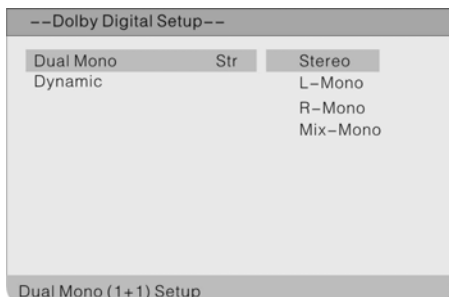 --Dolby Digital Setup--
Dual Mono Str Stereo
Dynamic L-Mono
R-Mono
Mix-Mono
Dual Mono (1+1) Setup